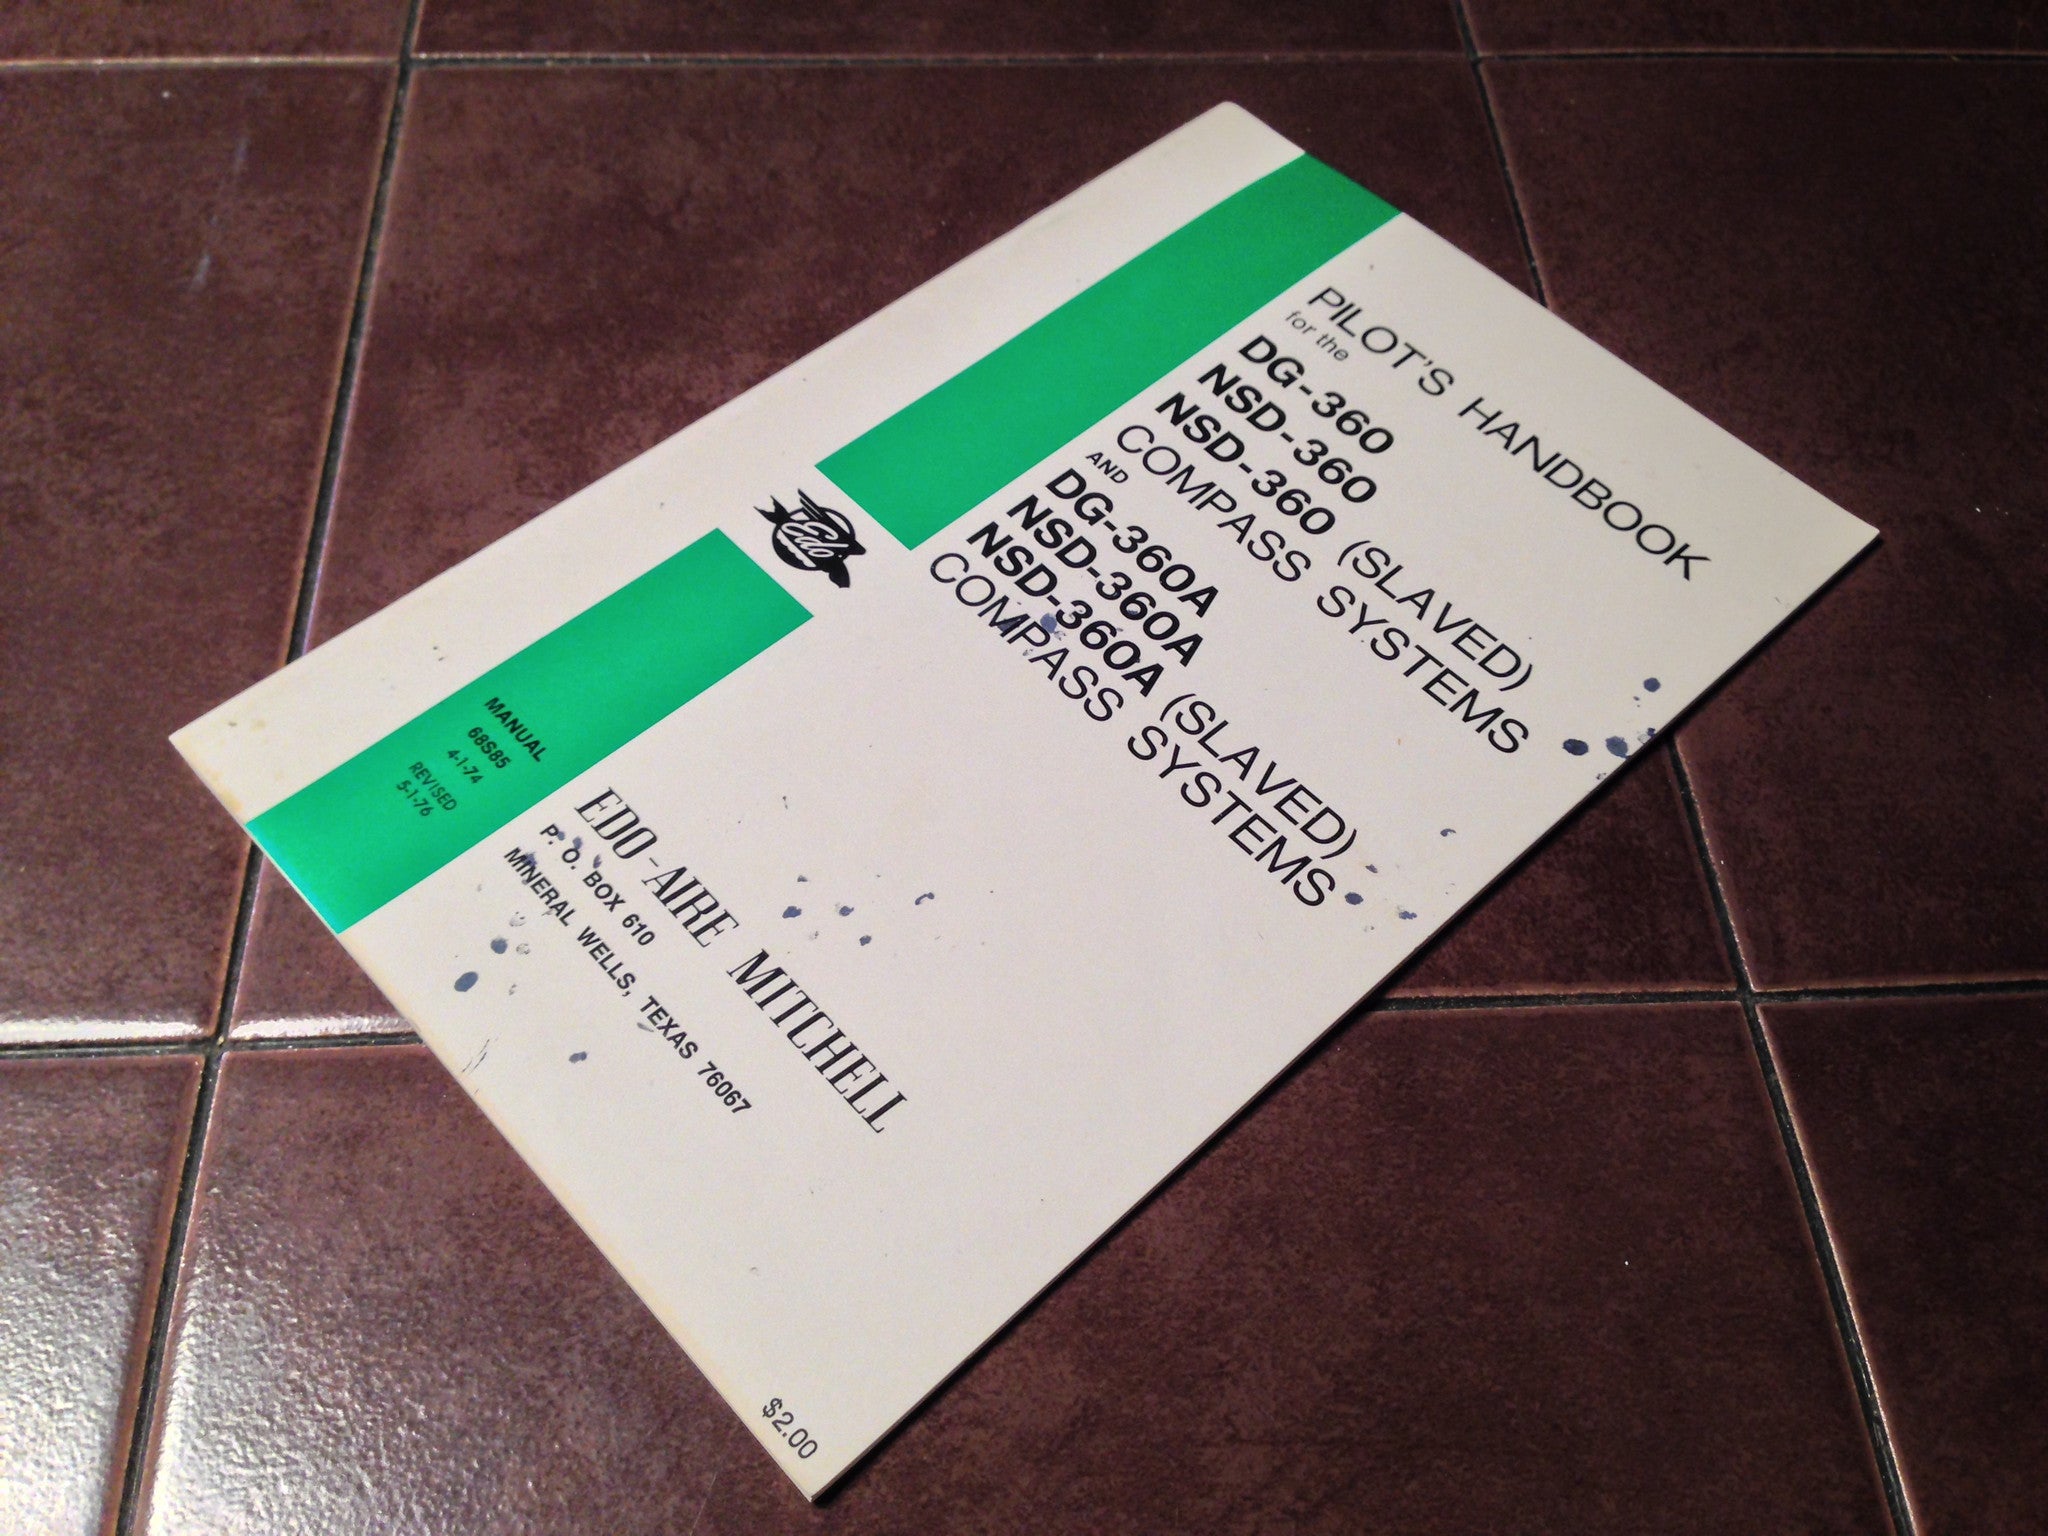 PILOT'S HANDBOOK
for the
DG-360
NSD-360
NSD-360 (SLAVED)
COMPASS SYSTEMS
AND
DG-360A
NSD-360A
NSD-360A (SLAVED)
COMPASS SYSTEMS
Edo
MANUAL
68S85
4-1-74
REVISED
5-1-76
EDO-AIRE MITCHELL
P. O. BOX 610
MINERAL WELLS, TEXAS 76067
$2.00